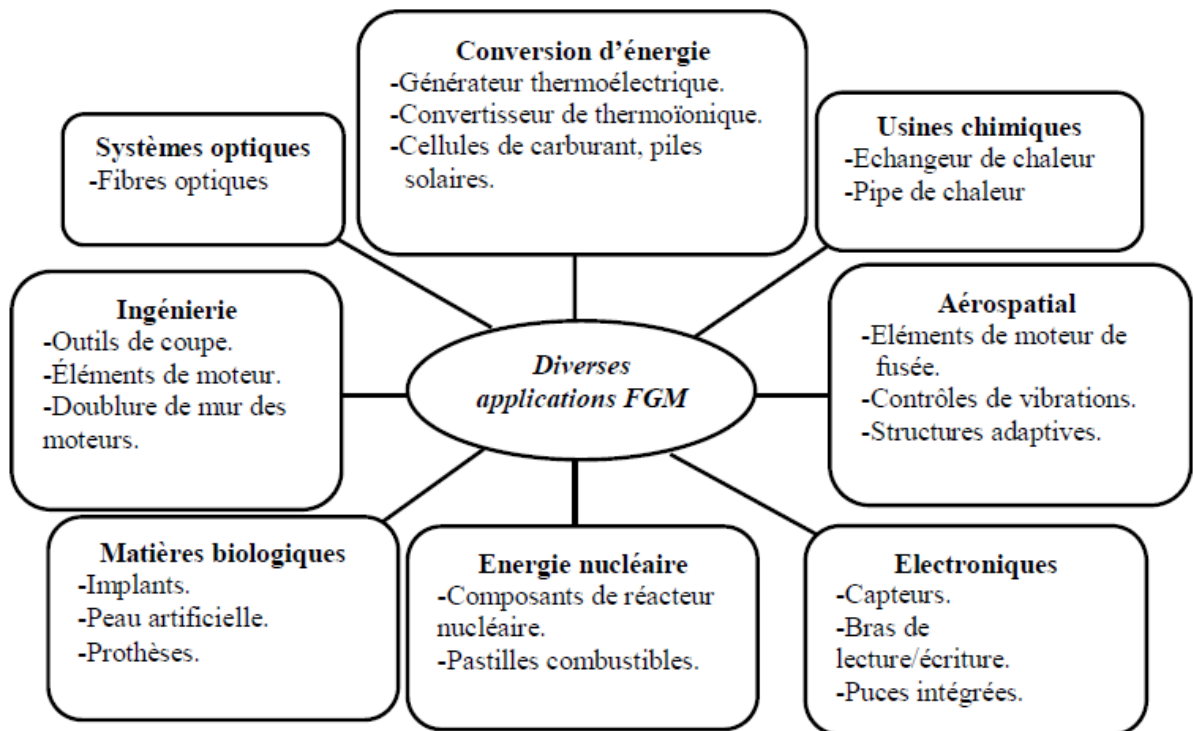 Conversion d’énergie
-Générateur thermoélectrique.
-Convertisseur de thermoïonique.
-Cellules de carburant, piles
solaires.
Systèmes optiques
-Fibres optiques
Usines chimiques
-Echangeur de chaleur
-Pipe de chaleur
Ingénierie
-Outils de coupe.
-Éléments de moteur.
-Doublure de mur des
moteurs.
Diverses
applications FGM
Aérospatial
-Eléments de moteur de
fusée.
-Contrôles de vibrations.
-Structures adaptives.
Matières biologiques
-Implants.
-Peau artificielle.
-Prothèses.
Energie nucléaire
-Composants de réacteur
nucléaire.
-Pastilles combustibles.
Electroniques
-Capteurs.
-Bras de
lecture/écriture.
-Puces intégrées.